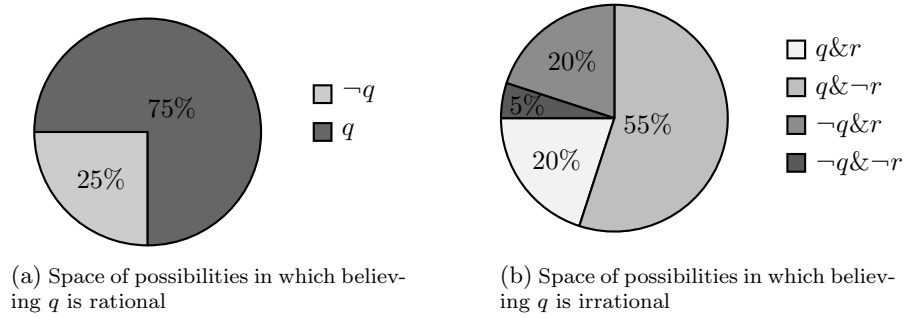 75%
25%
¬q
q
(a) Space of possibilities in which believ-
ing q is rational
20%
5%
55%
20%
q&r
q&¬r
¬q&r
¬q&¬r
(b) Space of possibilities in which believ-
ing q is irrational